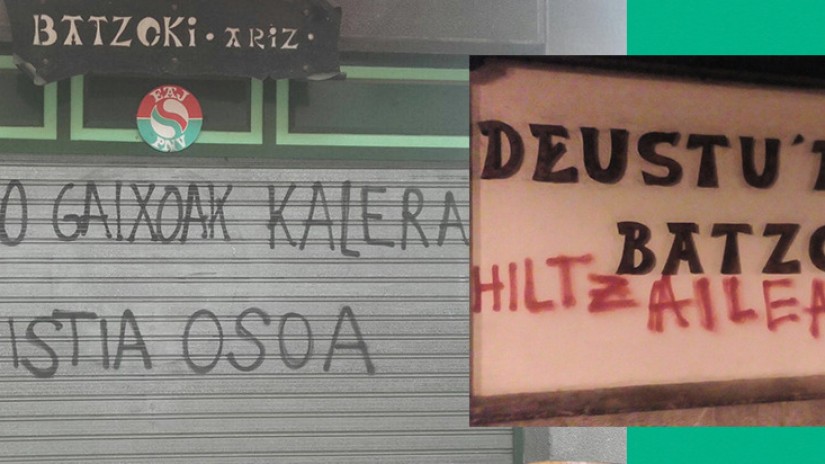 BATZOKI·ARIZ·
EAJ
PNV
O GAIXOAK KALERA
ISTIA OSOA
DEUSTU'
BATZO
HILTZAILEA